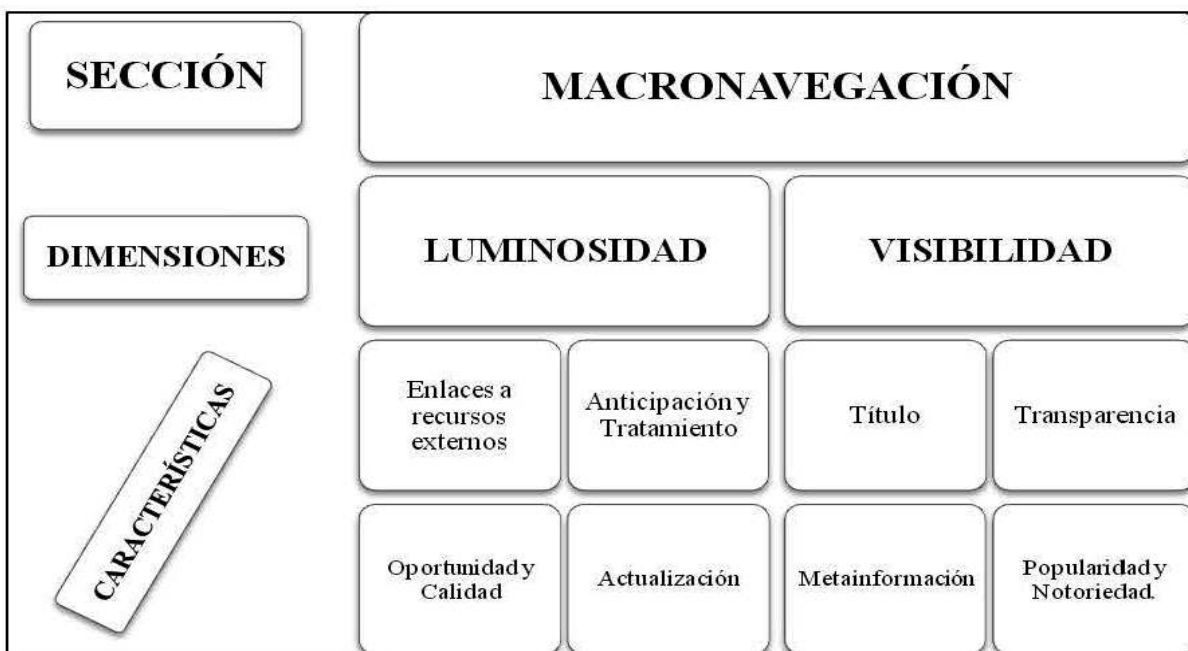 SECCIÓN
MACRONAVEGACIÓN
DIMENSIONES
LUMINOSIDAD
VISIBILIDAD
CARACTERÍSTICAS
Enlaces a
recursos
externos
Anticipación y
Tratamiento
Título
Transparencia
Oportunidad y
Calidad
Actualización
Metainformación
Popularidad y
Notoriedad.